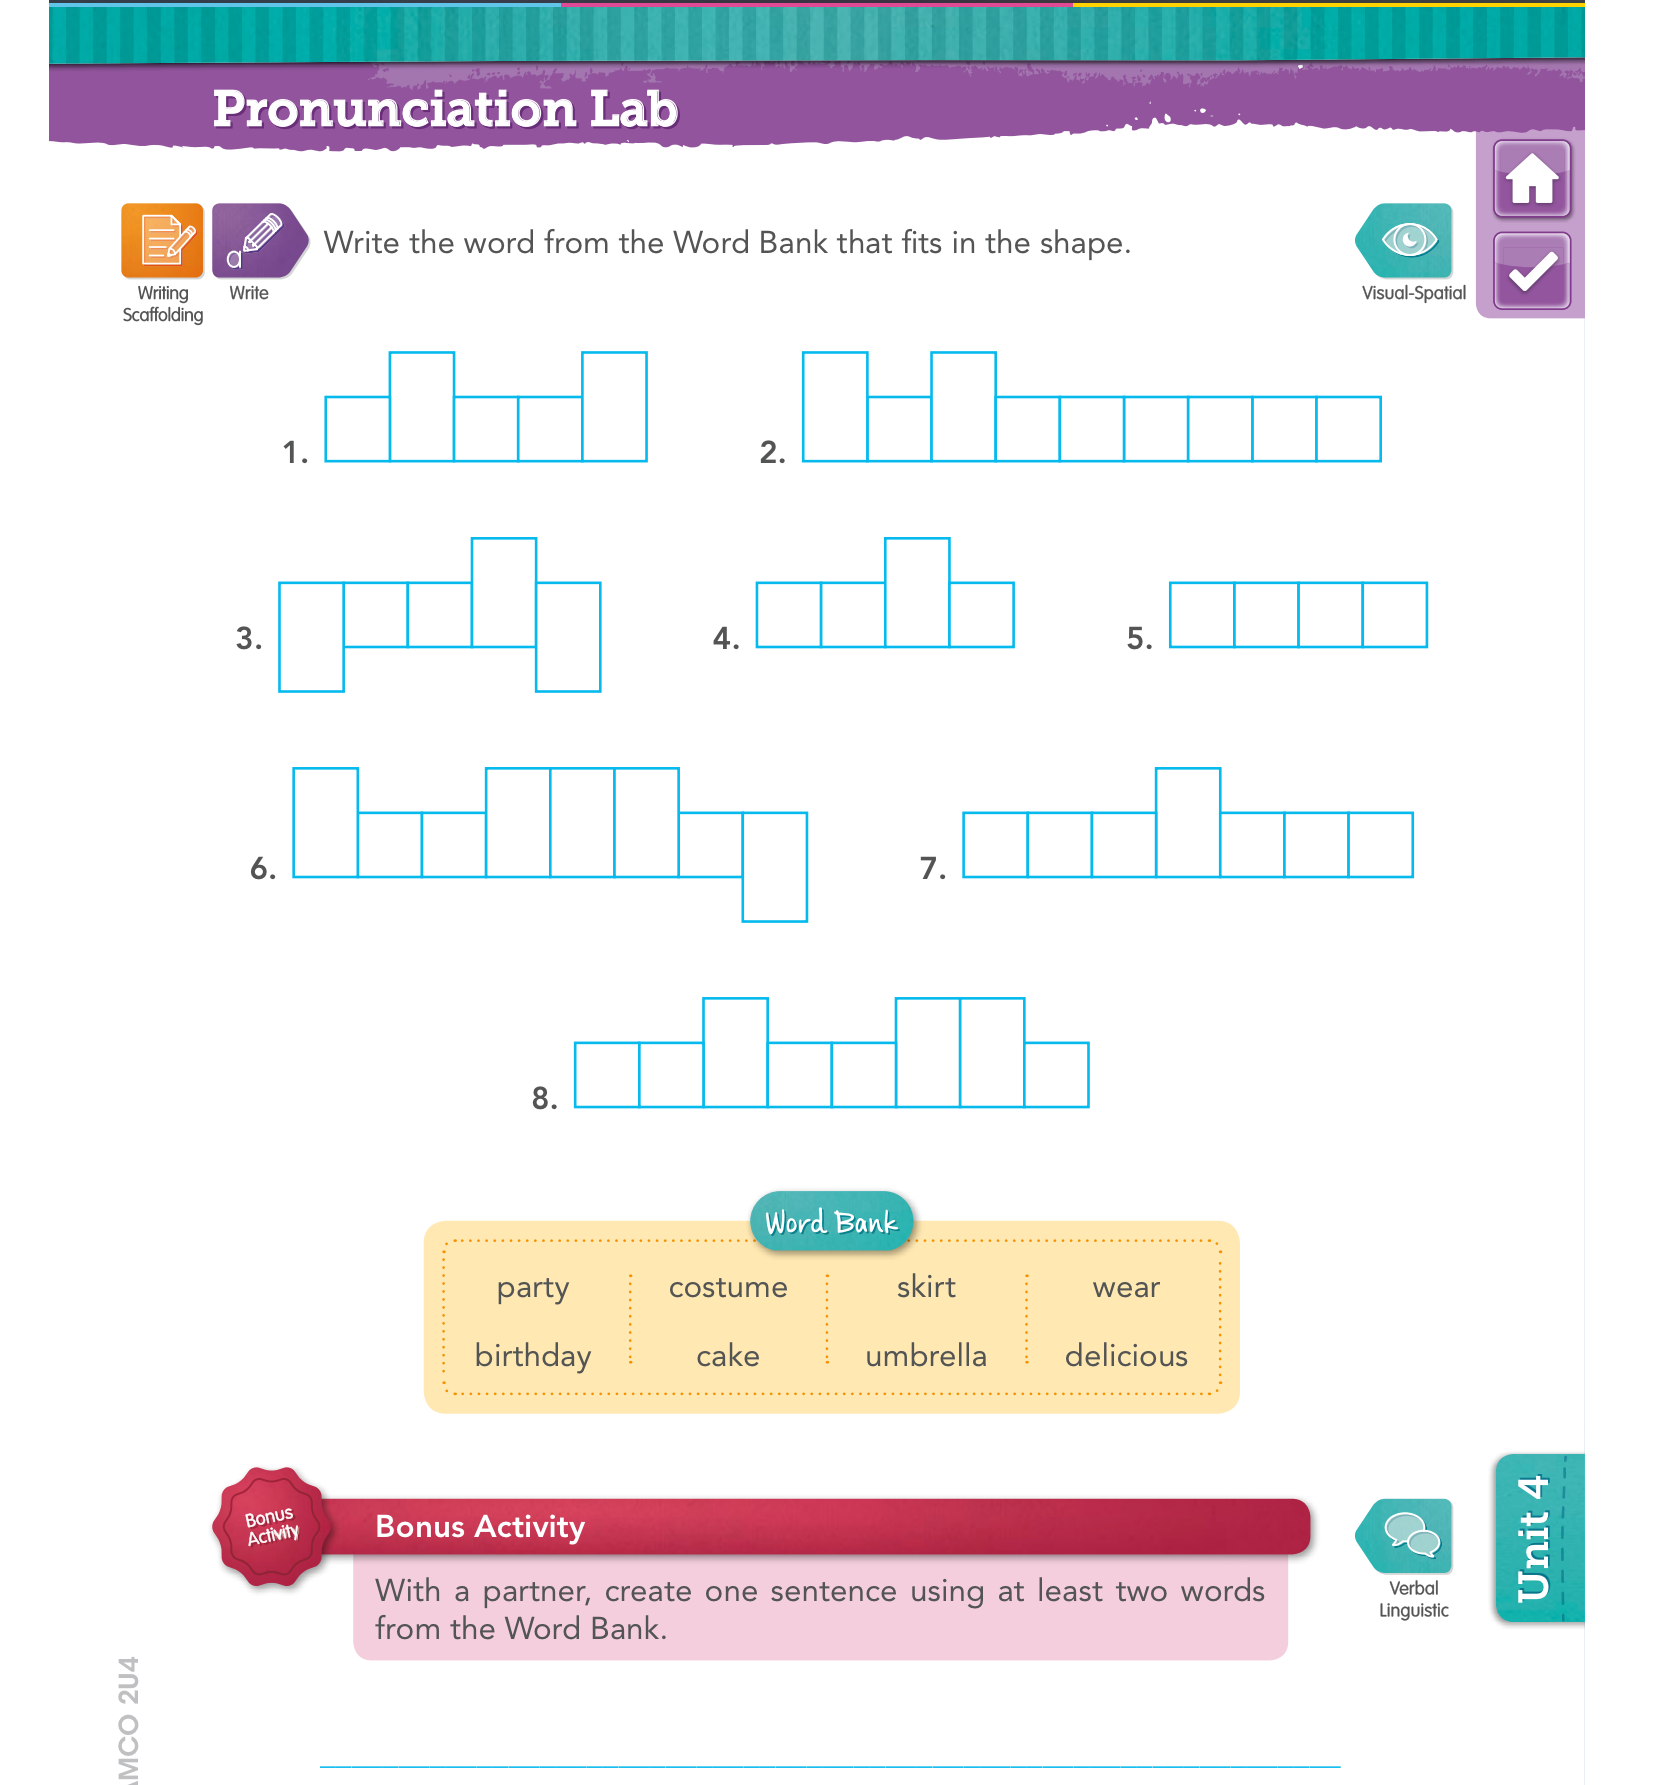 Pronunciation Lab
Write the word from the Word Bank that fits in the shape.
Writing
Scaffolding
Write
Visual-Spatial
1.
2.
3.
4.
5.
6.
7.
8.
Word Bank
party costume skirt wear
birthday cake umbrella delicious
Bonus
Activity
Bonus Activity
With a partner, create one sentence using at least two words
from the Word Bank.
Verbal
Linguistic
Unit 4
AMCO 2U4